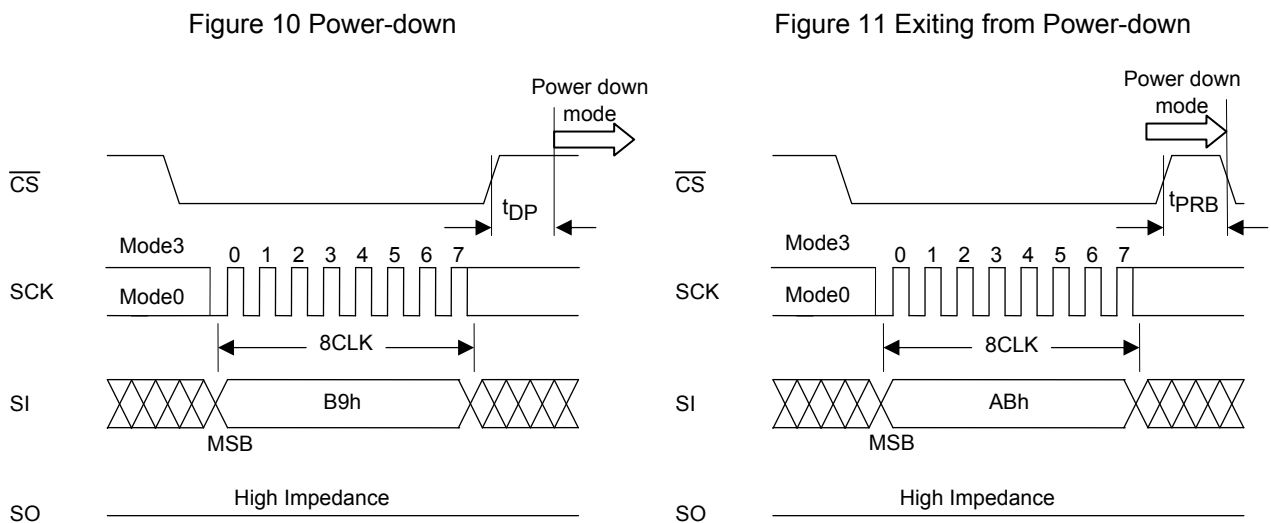 Figure 10 Power-down
Power down
mode
CS
tDP
Mode3
0 1 2 3 4 5 6 7
SCK
Mode0
8CLK
SI
B9h
MSB
High Impedance
SO
Figure 11 Exiting from Power-down
Power down
mode
CS
tPRB
Mode3
0 1 2 3 4 5 6 7
SCK
Mode0
8CLK
SI
ABh
MSB
High Impedance
SO